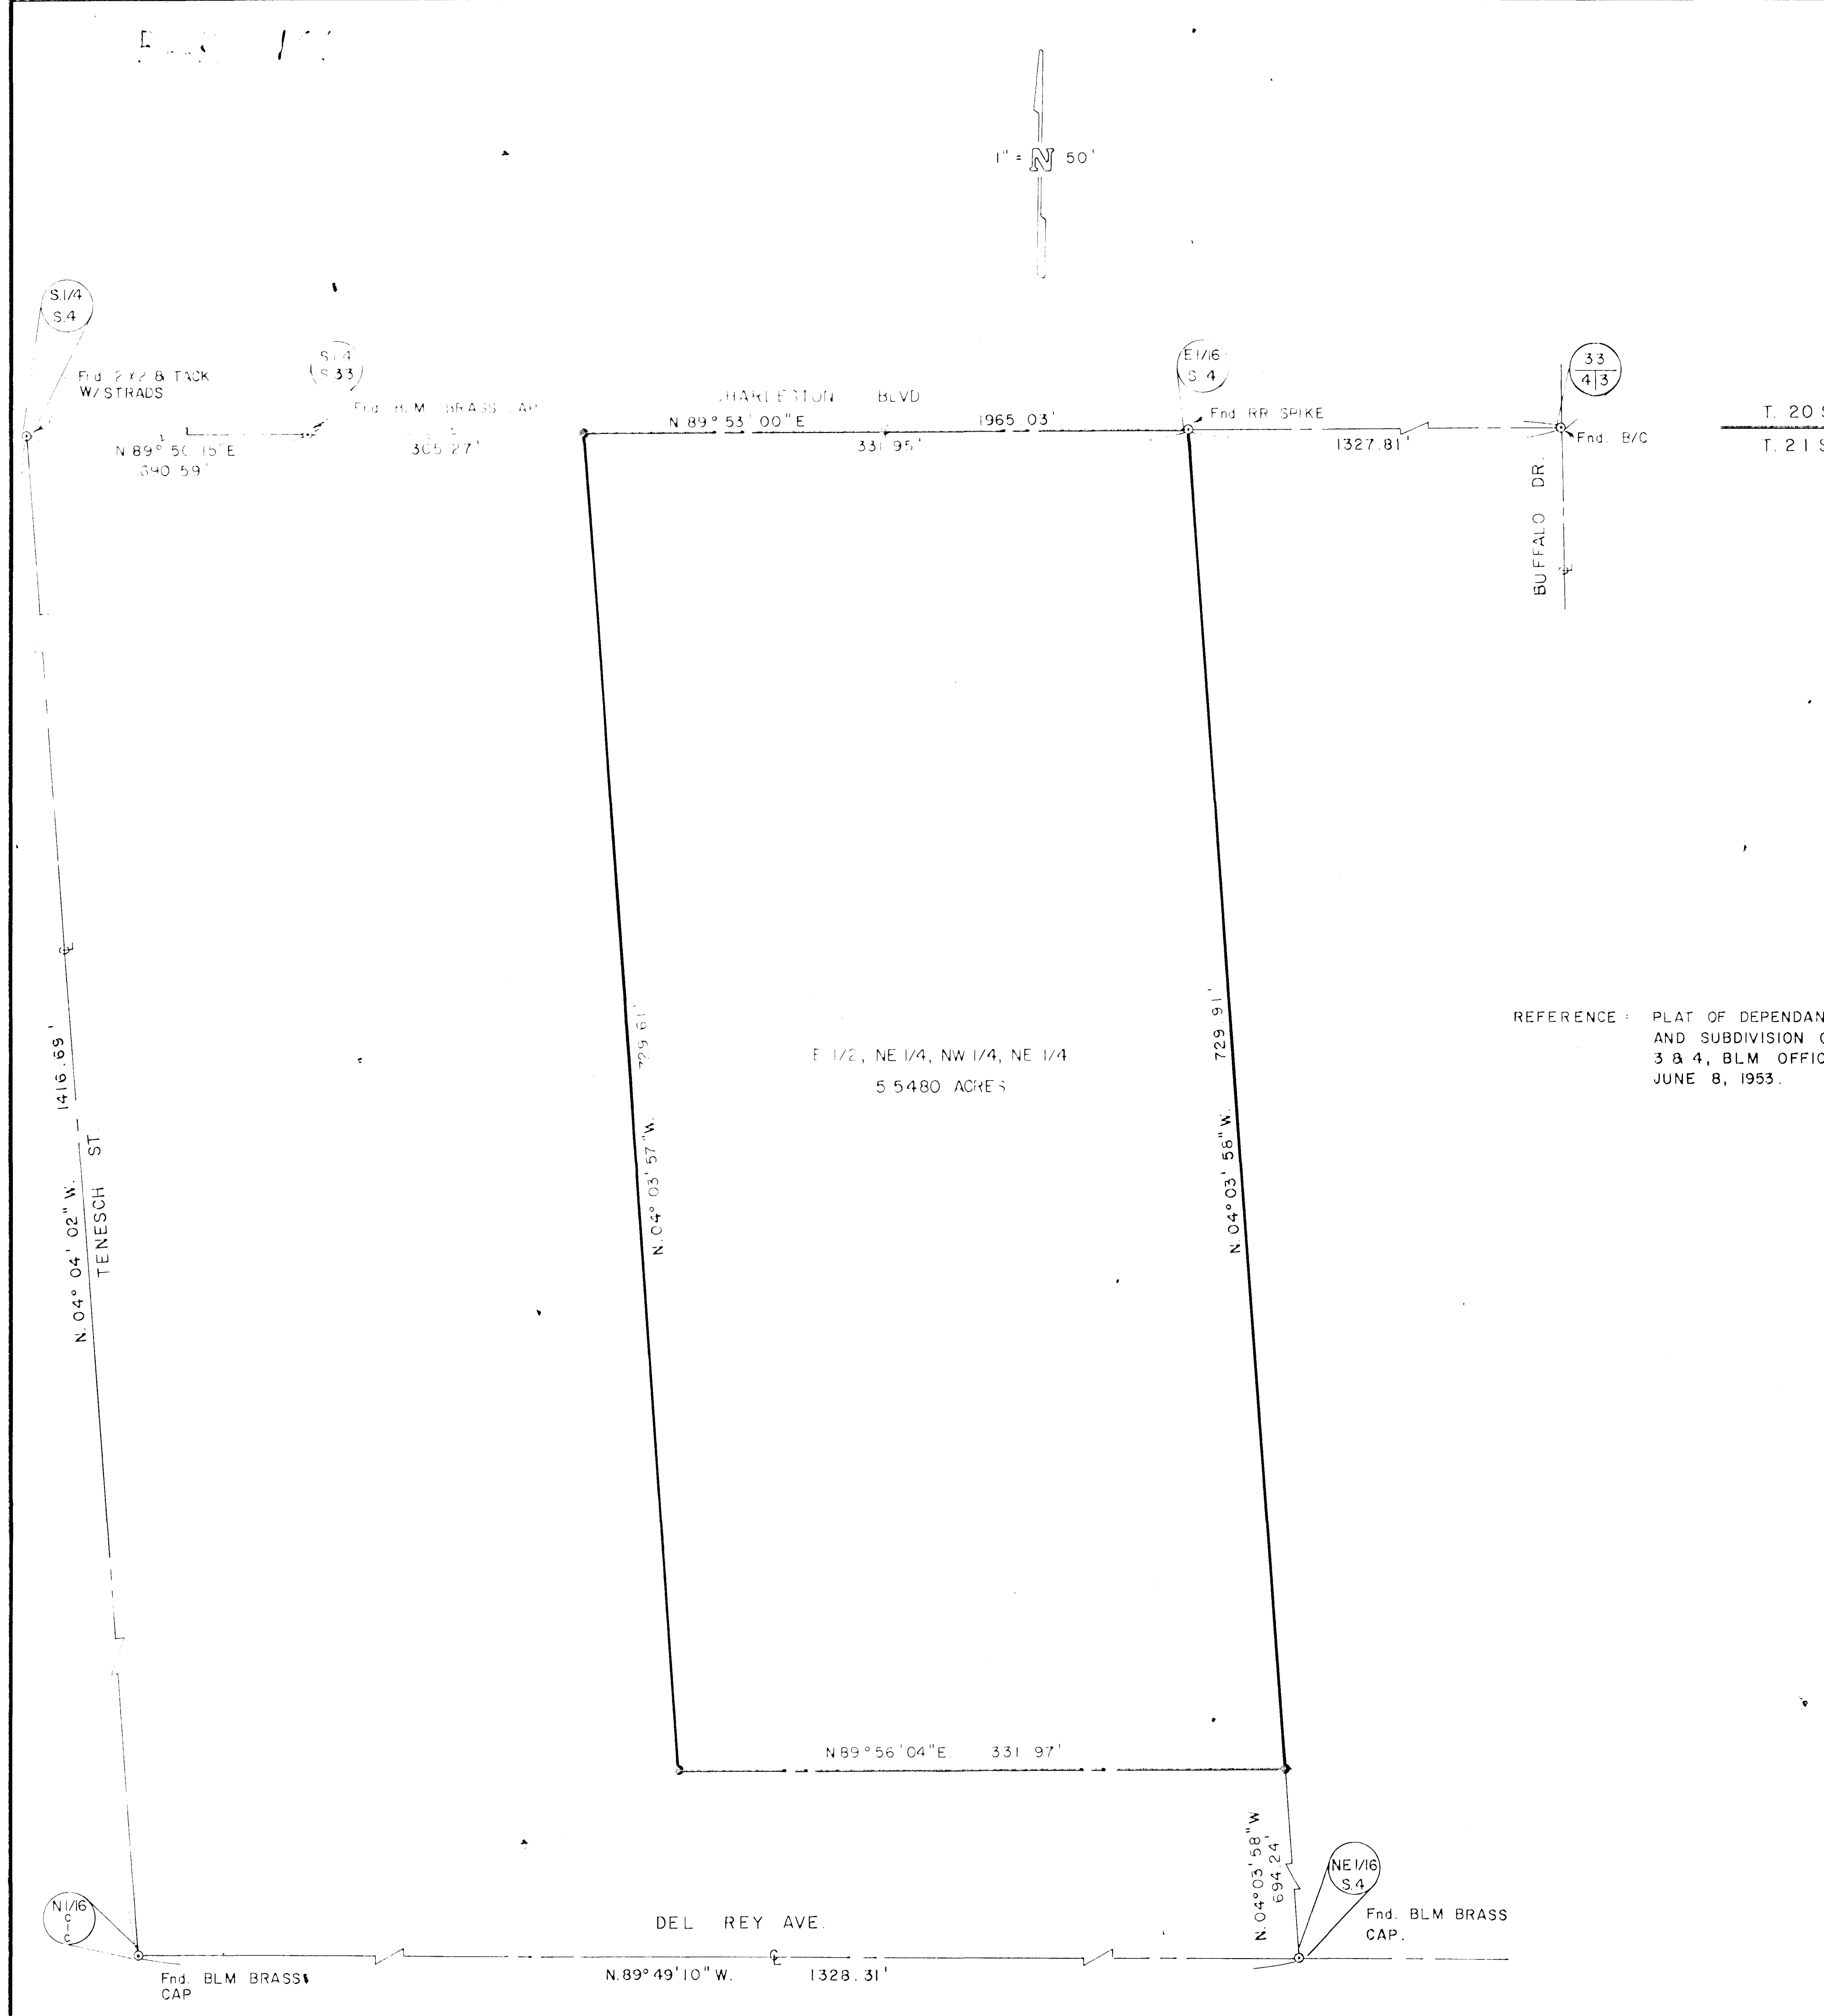 1" = N 50'
S.1/4
S.4
Fnd 2X2 & TACK
W/STRADS
S 1/4
S 33
Fnd BLM BRASS CAP
CHARLESTON BLVD
N 89° 53' 00" E 1965.03'
331.95'
E 1/16
S. 4
Fnd RR SPIKE
33
4|3
1327.81'
Fnd. B/C
T. 20 S
T. 21 S
N 89° 50' 15" E
690 59'
305.27'
BUFFALO DR.
N. 04° 04' 02" W. 1416.69'
TENESCH ST.
N. 04° 03' 57" W. 729 61'
E 1/2, NE 1/4, NW 1/4, NE 1/4
5 5480 ACRES
N. 04° 03' 58" W. 729 91'
REFERENCE : PLAT OF DEPENDAN
AND SUBDIVISION
3 & 4, BLM OFFIC
JUNE 8, 1953.
N 89° 56' 04" E. 331.97'
N. 04° 03' 58" W
694.24'
NE 1/16
S.4
Fnd. BLM BRASS
CAP.
N 1/16
C
C
Fnd. BLM BRASS
CAP
DEL REY AVE.
N. 89° 49' 10" W. 1328.31'